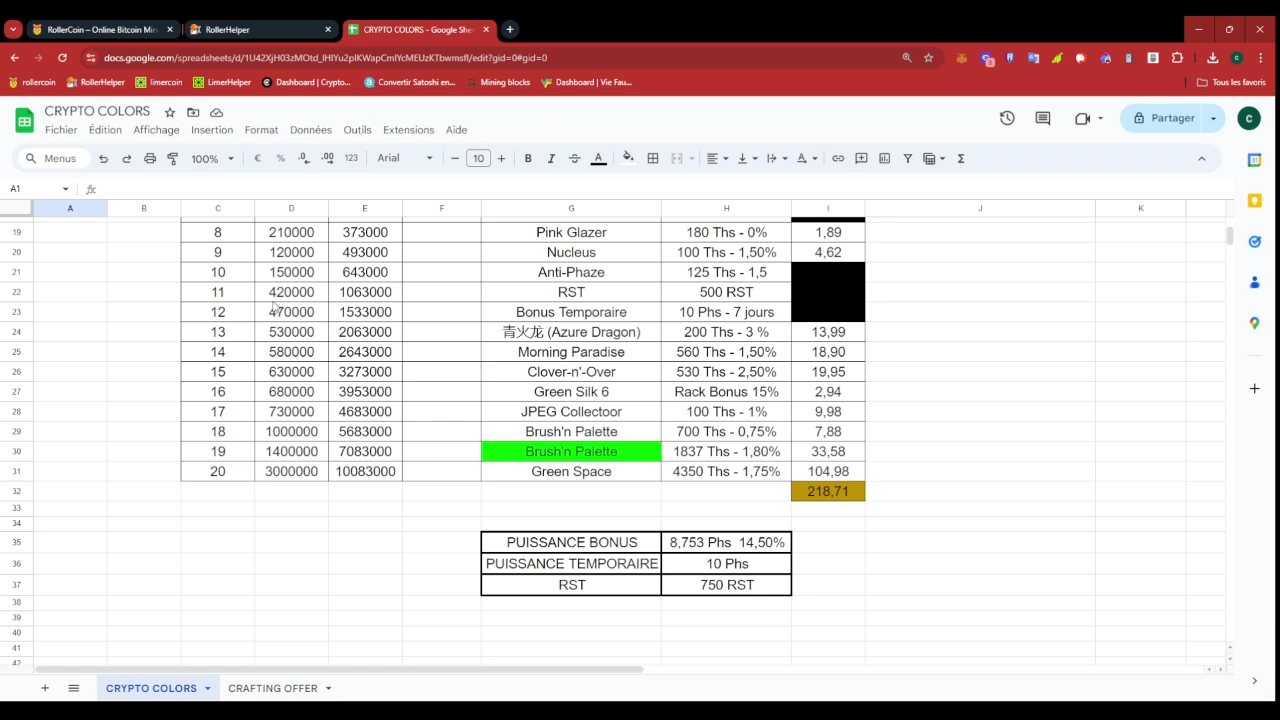 RollerCoin – Online Bitcoin Min
RollerHelper
CRYPTO COLORS - Google She
docs.google.com/spreadsheets/d/1U42XjH03zMOtd_lHlYu2pIKWapCmlYcMEUzKTbwmsfl/edit?gid=0#gid=0
rollercoin
RollerHelper
limercoin
LimerHelper
Dashboard | Crypto...
Convertir Satoshi en...
Mining blocks
Dashboard | Vie Fau...
Tous les favoris
CRYPTO COLORS
Fichier Édition Affichage Insertion Format Données Outils Extensions Aide
Partager
C
Menus 100% € % .0 .00 123 Arial 10 B I A
A1 fx
A B C D E F G H I J K
19 8 210000 373000 Pink Glazer 180 Ths - 0% 1,89
20 9 120000 493000 Nucleus 100 Ths - 1,50% 4,62
21 10 150000 643000 Anti-Phaze 125 Ths - 1,5
22 11 420000 1063000 RST 500 RST
23 12 470000 1533000 Bonus Temporaire 10 Phs - 7 jours
24 13 530000 2063000 青火龙 (Azure Dragon) 200 Ths - 3 % 13,99
25 14 580000 2643000 Morning Paradise 560 Ths - 1,50% 18,90
26 15 630000 3273000 Clover-n'-Over 530 Ths - 2,50% 19,95
27 16 680000 3953000 Green Silk 6 Rack Bonus 15% 2,94
28 17 730000 4683000 JPEG Collectoor 100 Ths - 1% 9,98
29 18 1000000 5683000 Brush'n Palette 700 Ths - 0,75% 7,88
30 19 1400000 7083000 Brush'n Palette 1837 Ths - 1,80% 33,58
31 20 3000000 10083000 Green Space 4350 Ths - 1,75% 104,98
32 218,71
33
34
35 PUISSANCE BONUS 8,753 Phs 14,50%
36 PUISSANCE TEMPORAIRE 10 Phs
37 RST 750 RST
38
39
40
41
42
CRYPTO COLORS
CRAFTING OFFER